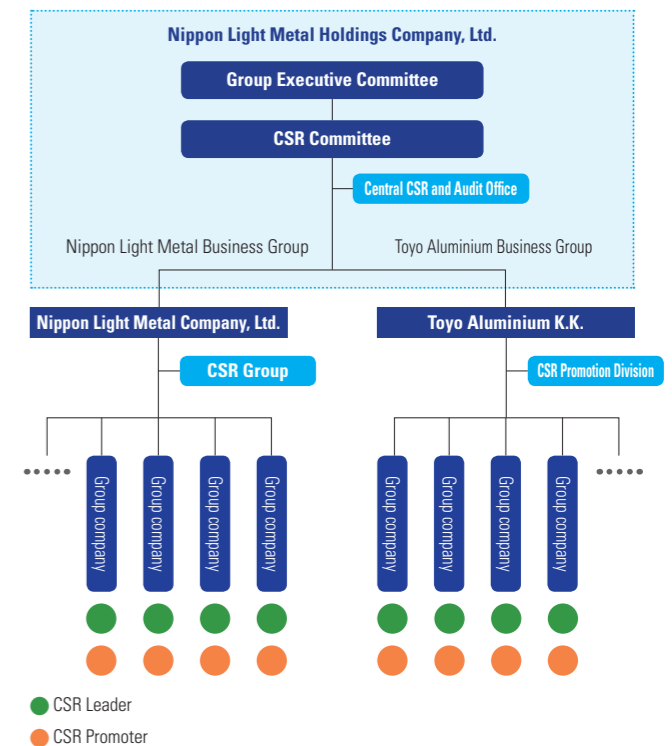 Nippon Light Metal Holdings Company, Ltd.
Group Executive Committee
CSR Committee
Central CSR and Audit Office
Nippon Light Metal Business Group
Toyo Aluminium Business Group
Nippon Light Metal Company, Ltd.
Toyo Aluminium K.K.
CSR Group
CSR Promotion Division
Group company
Group company
Group company
Group company
Group company
Group company
Group company
Group company
CSR Leader
CSR Promoter